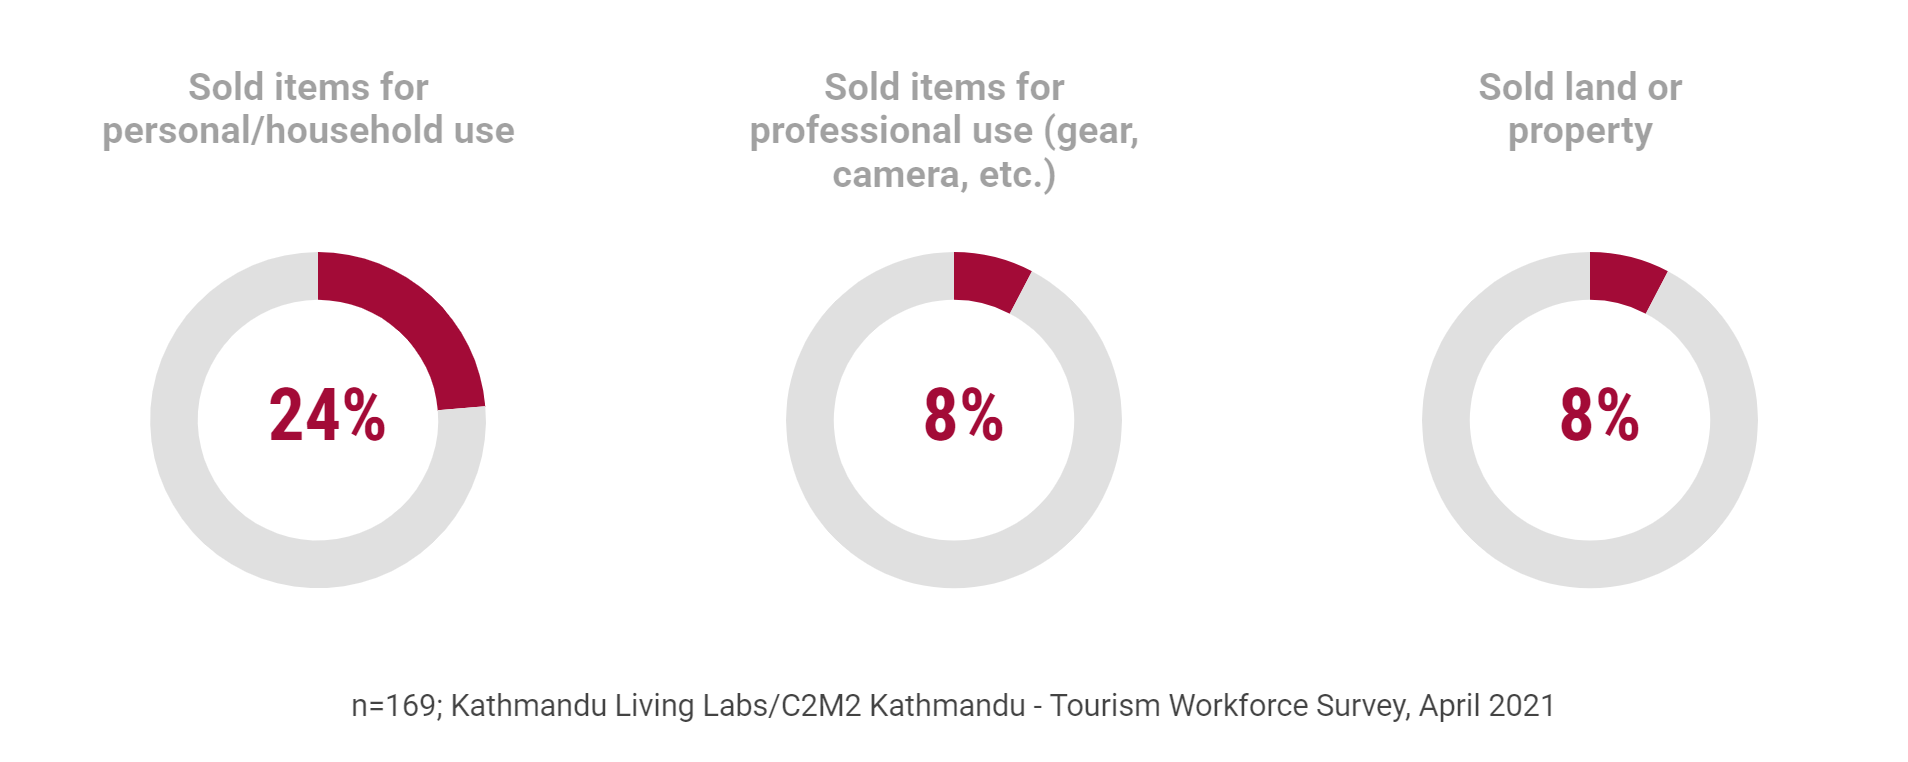 Sold items for
personal/household use
Sold items for
professional use (gear,
camera, etc.)
Sold land or
property
24%
8%
8%
n=169; Kathmandu Living Labs/C2M2 Kathmandu - Tourism Workforce Survey, April 2021